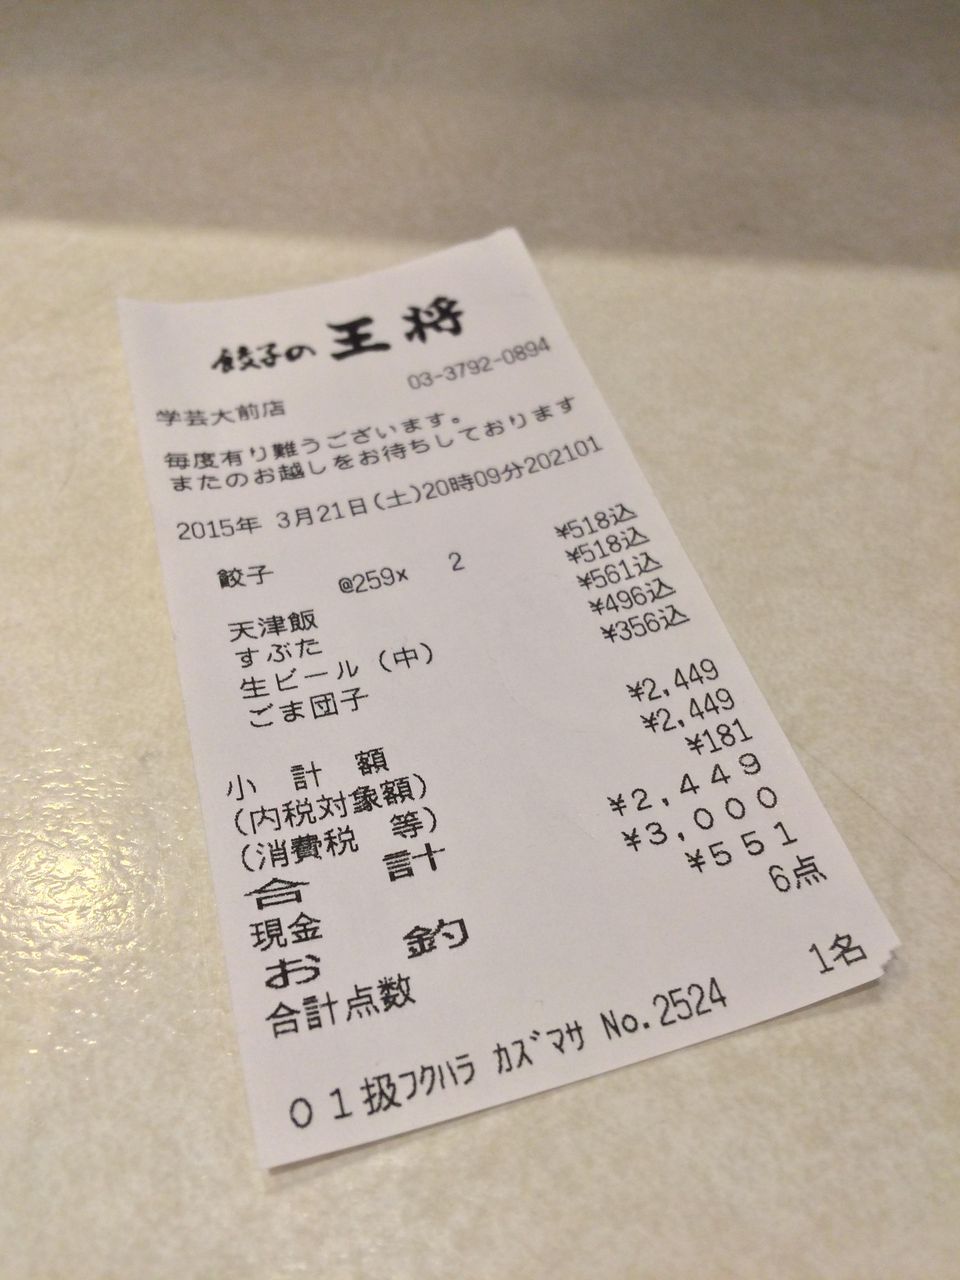 餃子の 王将
学芸大前店 03-3792-0894
毎度有り難うございます。
またのお越しをお待ちしております
2015年 3月21日(土)20時09分202101
餃子 @259x 2 ¥518込
天津飯 ¥518込
すぶた ¥561込
生ビール (中) ¥496込
ごま団子 ¥356込
小 計 額 ¥2,449
(内税対象額) ¥2,449
(消費税 等) ¥181
合 計 ¥2,449
現金 ¥3,000
お 釣 ¥551
合計点数 6点
1名
01扱フクハラ カズマサ No.2524